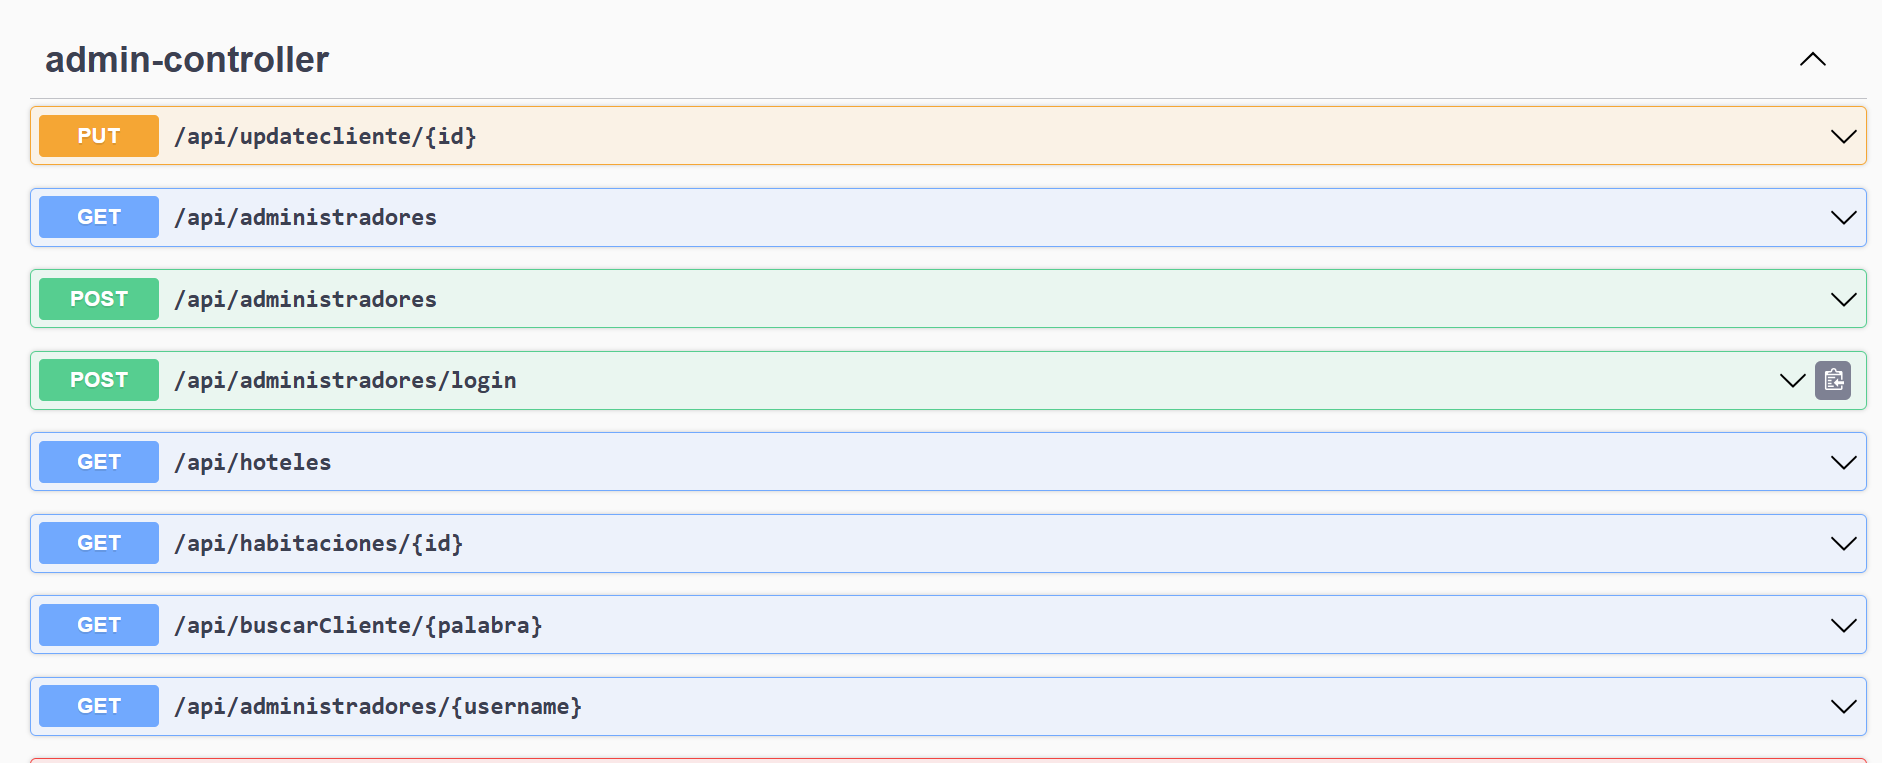 admin-controller
PUT /api/updatecliente/{id}
GET /api/administradores
POST /api/administradores
POST /api/administradores/login
GET /api/hoteles
GET /api/habitaciones/{id}
GET /api/buscarCliente/{palabra}
GET /api/administradores/{username}